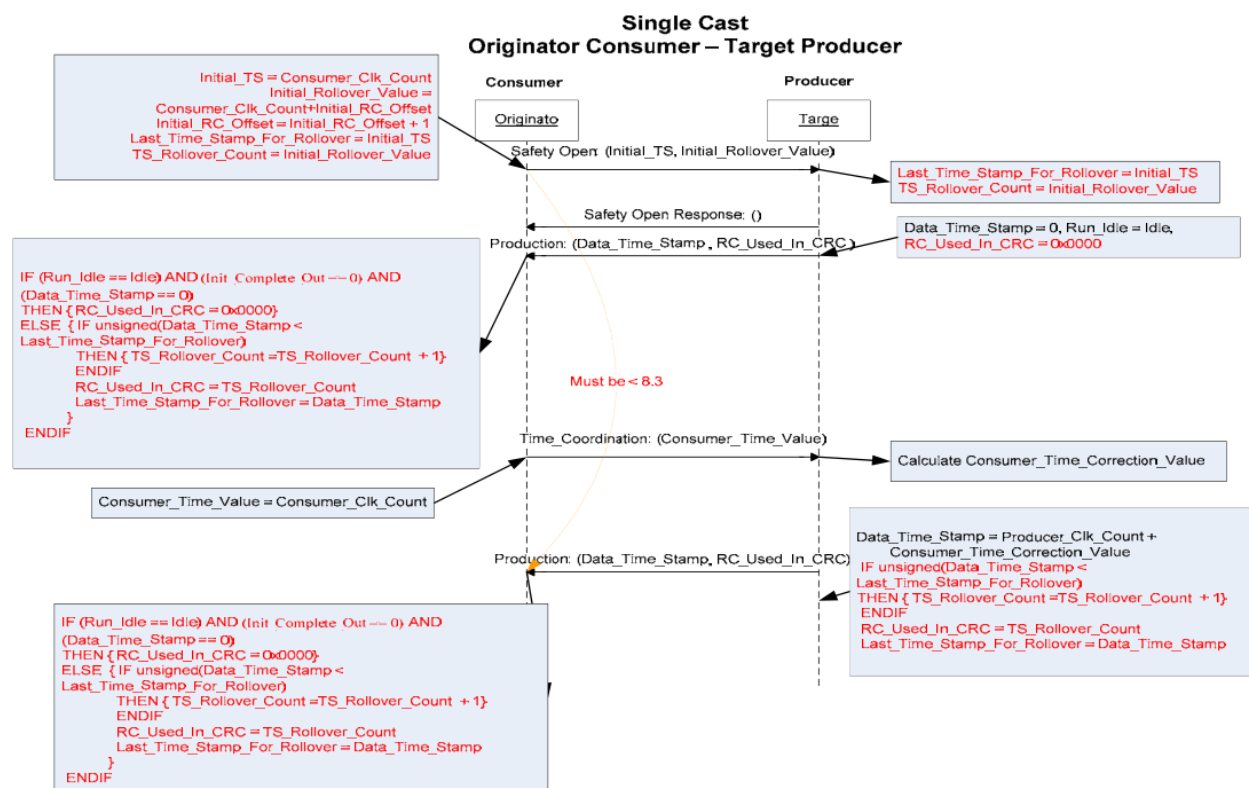 Single Cast
Originator Consumer – Target Producer
Consumer
Producer
Originato
Targe
Initial_TS = Consumer_Clk_Count
Initial_Rollover_Value =
Consumer_Clk_Count+Initial_RC_Offset
Initial_RC_Offset = Initial_RC_Offset + 1
Last_Time_Stamp_For_Rollover = Initial_TS
TS_Rollover_Count = Initial_Rollover_Value
Safety Open: (Initial_TS, Initial_Rollover_Value)
Last_Time_Stamp_For_Rollover = Initial_TS
TS_Rollover_Count = Initial_Rollover_Value
Safety Open Response: ()
Data_Time_Stamp = 0, Run_Idle = Idle,
RC_Used_In_CRC = 0x0000
Production: (Data_Time_Stamp, RC_Used_In_CRC)
IF (Run_Idle == Idle) AND (Init Complete Out == 0) AND
(Data_Time_Stamp == 0)
THEN { RC_Used_In_CRC = 0x0000}
ELSE { IF unsigned(Data_Time_Stamp <
Last_Time_Stamp_For_Rollover)
THEN { TS_Rollover_Count =TS_Rollover_Count + 1}
ENDIF
RC_Used_In_CRC = TS_Rollover_Count
Last_Time_Stamp_For_Rollover = Data_Time_Stamp
}
ENDIF
Must be < 8.3
Time_Coordination: (Consumer_Time_Value)
Calculate Consumer_Time_Correction_Value
Consumer_Time_Value = Consumer_Clk_Count
Data_Time_Stamp = Producer_Clk_Count +
Consumer_Time_Correction_Value
IF unsigned(Data_Time_Stamp <
Last_Time_Stamp_For_Rollover)
THEN { TS_Rollover_Count =TS_Rollover_Count + 1}
ENDIF
RC_Used_In_CRC = TS_Rollover_Count
Last_Time_Stamp_For_Rollover = Data_Time_Stamp
Production: (Data_Time_Stamp, RC_Used_In_CRC)
IF (Run_Idle == Idle) AND (Init Complete Out == 0) AND
(Data_Time_Stamp == 0)
THEN { RC_Used_In_CRC = 0x0000}
ELSE { IF unsigned(Data_Time_Stamp <
Last_Time_Stamp_For_Rollover)
THEN { TS_Rollover_Count =TS_Rollover_Count + 1}
ENDIF
RC_Used_In_CRC = TS_Rollover_Count
Last_Time_Stamp_For_Rollover = Data_Time_Stamp
}
ENDIF